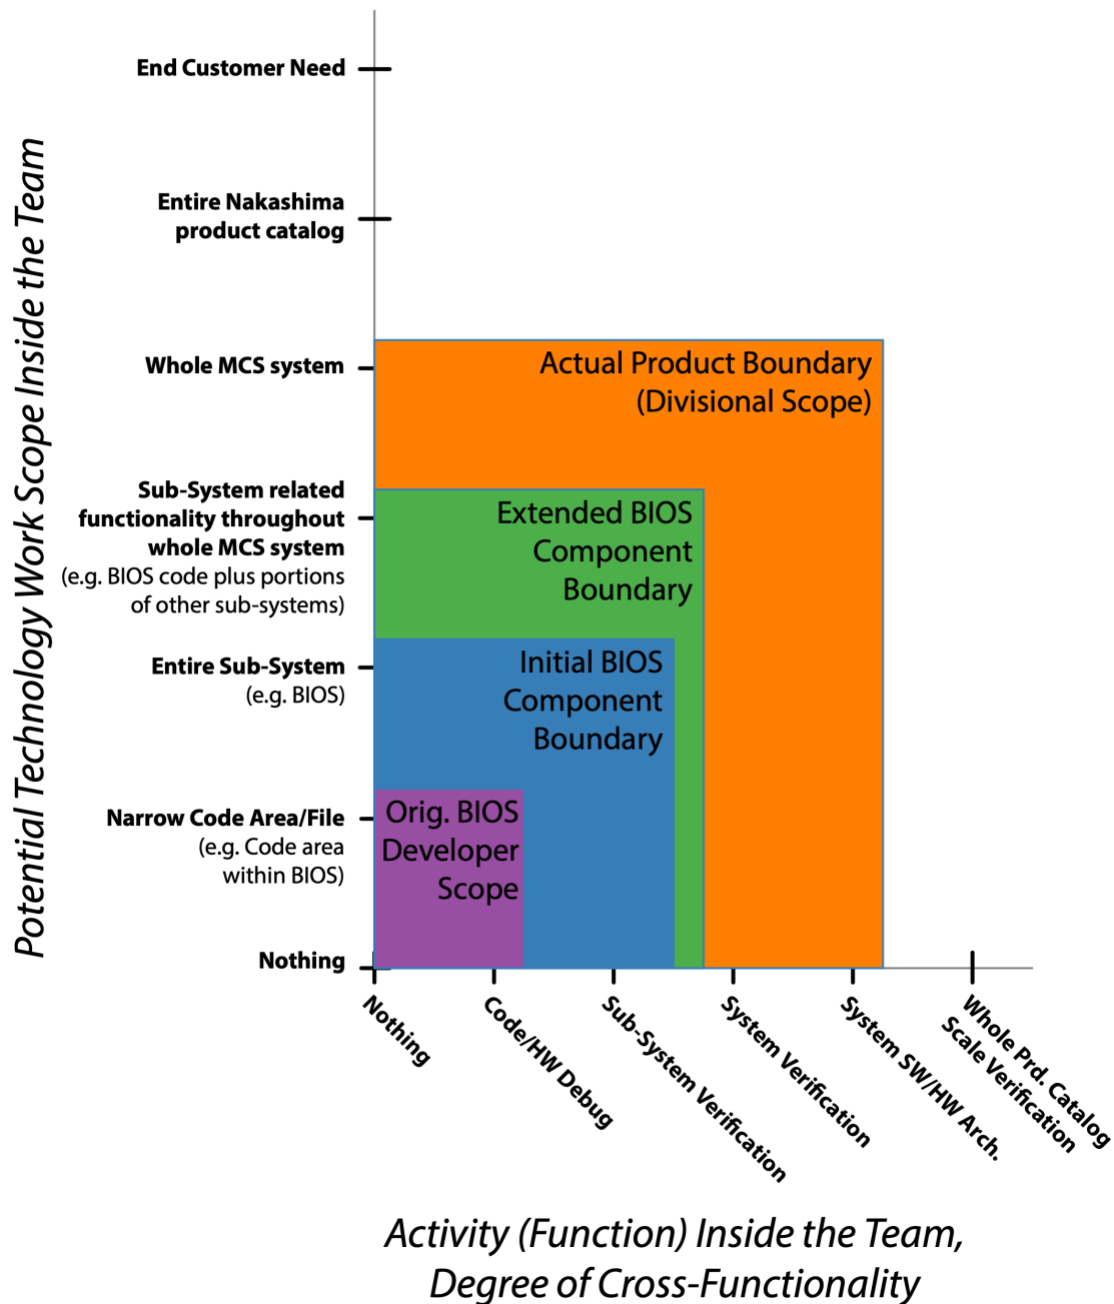 Potential Technology Work Scope Inside the Team
End Customer Need
Entire Nakashima
product catalog
Whole MCS system
Sub-System related
functionality throughout
whole MCS system
(e.g. BIOS code plus portions
of other sub-systems)
Entire Sub-System
(e.g. BIOS)
Narrow Code Area/File
(e.g. Code area
within BIOS)
Nothing
Actual Product Boundary
(Divisional Scope)
Extended BIOS
Component
Boundary
Initial BIOS
Component
Boundary
Orig. BIOS
Developer
Scope
Nothing
Code/HW Debug
Sub-System Verification
System Verification
System SW/HW Arch.
Whole Prd. Catalog
Scale Verification
Activity (Function) Inside the Team,
Degree of Cross-Functionality